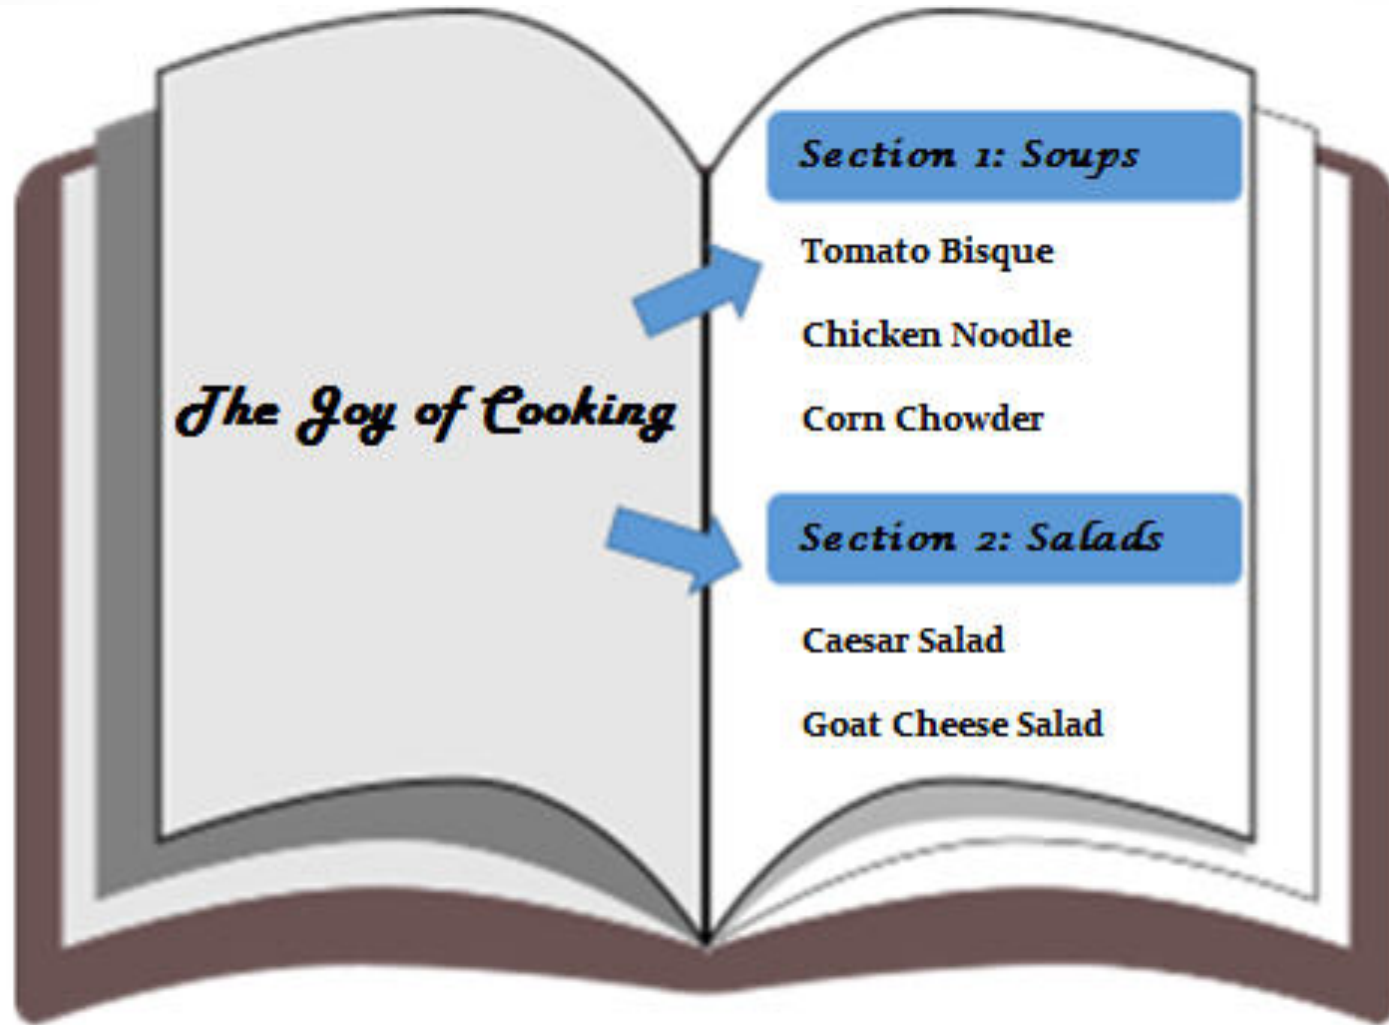 The Joy of Cooking
Section 1: Soups
Tomato Bisque
Chicken Noodle
Corn Chowder
Section 2: Salads
Caesar Salad
Goat Cheese Salad